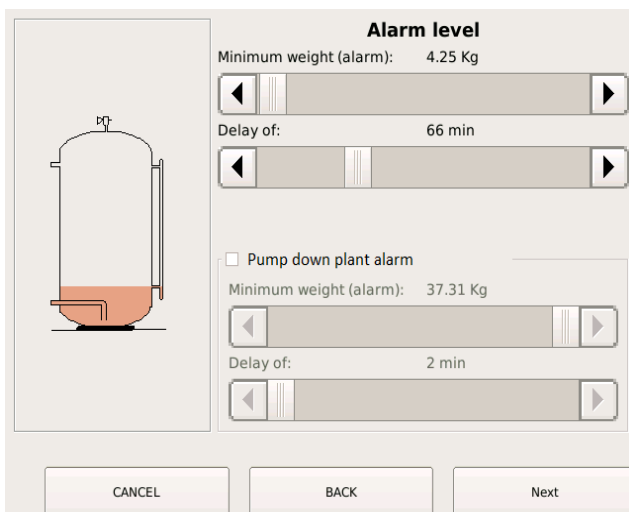 Alarm level
Minimum weight (alarm): 4.25 Kg
Delay of: 66 min
Pump down plant alarm
Minimum weight (alarm): 37.31 Kg
Delay of: 2 min
CANCEL BACK Next